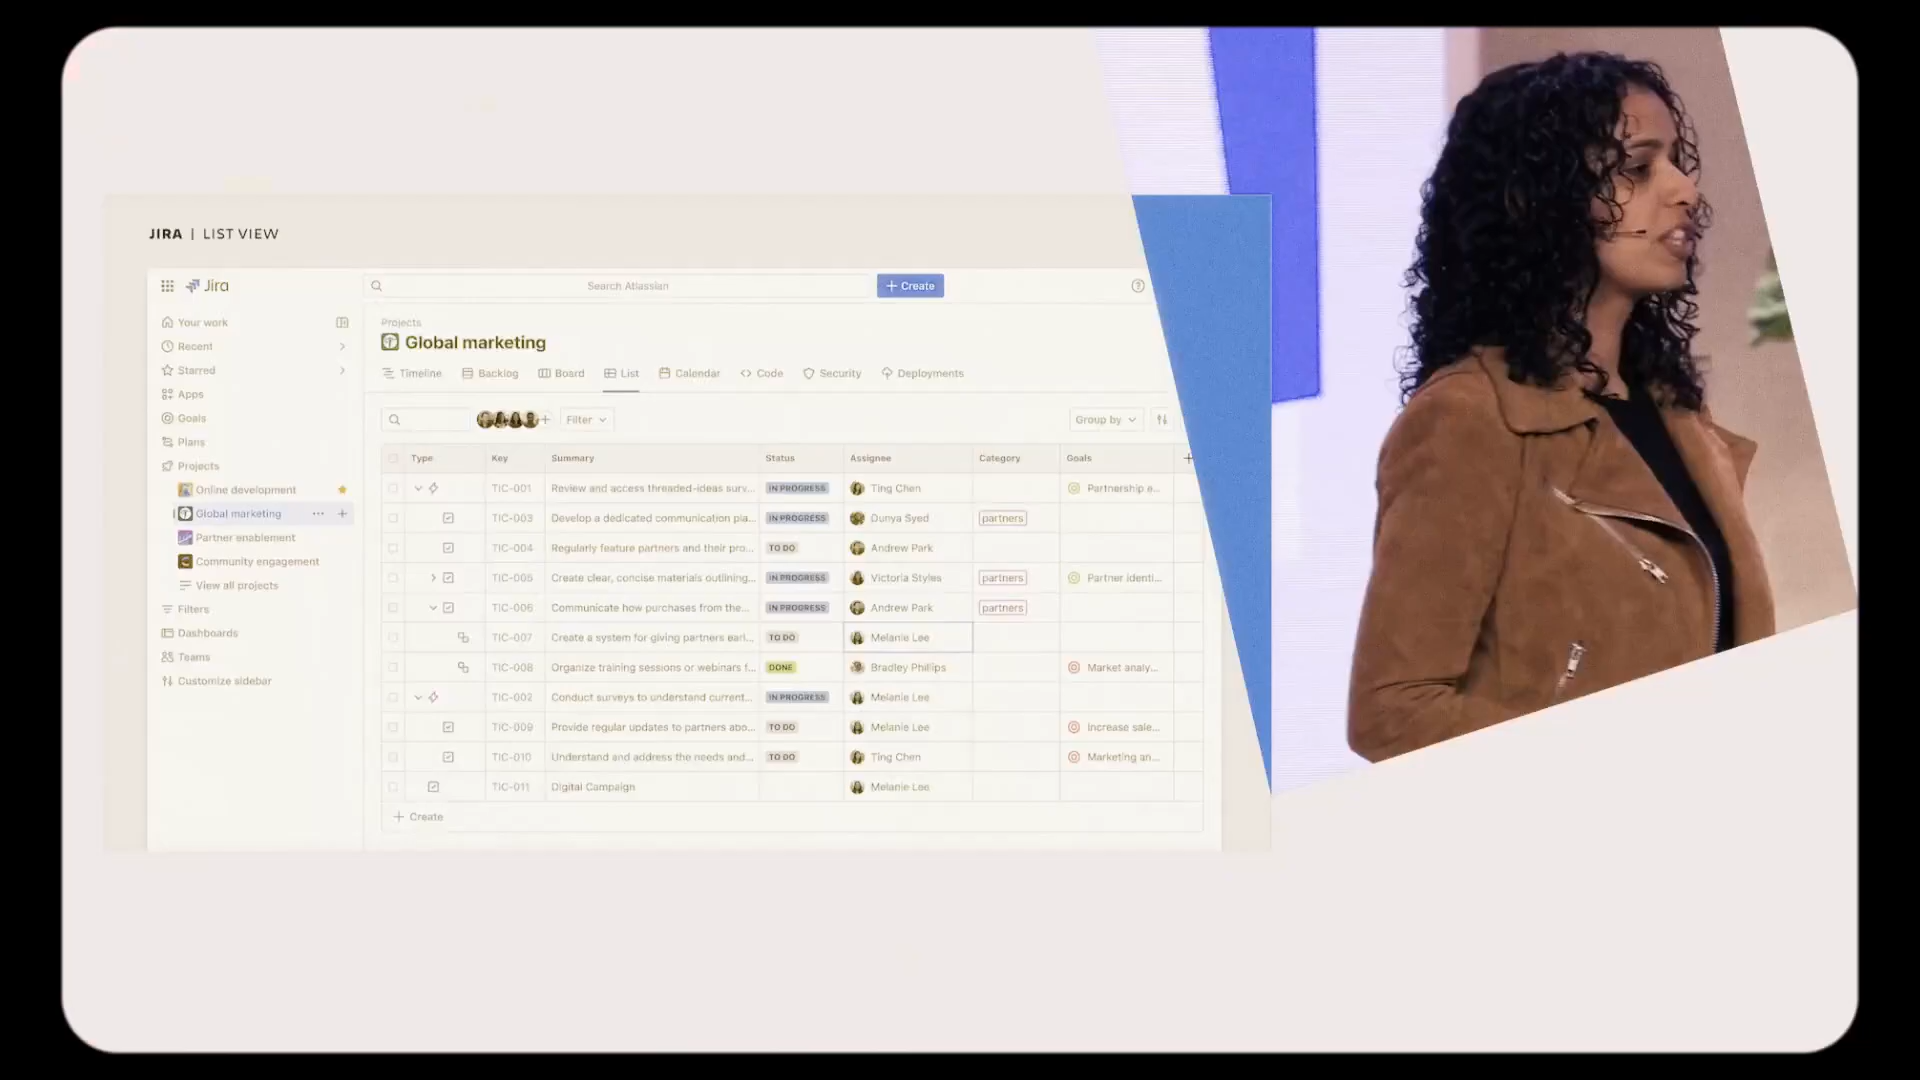 JIRA | LIST VIEW
Jira
Search Atlassian
+ Create
Your work
Recent
Starred
Apps
Goals
Plans
Projects
Online development
Global marketing
Partner enablement
Community engagement
View all projects
Filters
Dashboards
Teams
Customize sidebar
Projects
Global marketing
Timeline Backlog Board List Calendar Code Security Deployments
Filter Group by
Type Key Summary Status Assignee Category Goals
TIC-001 Review and access threaded-ideas surv... IN PROGRESS Ting Chen Partnership e...
TIC-003 Develop a dedicated communication pla... IN PROGRESS Dunya Syed partners
TIC-004 Regularly feature partners and their pro... TO DO Andrew Park
TIC-005 Create clear, concise materials outlining... IN PROGRESS Victoria Styles partners Partner identi...
TIC-006 Communicate how purchases from the... IN PROGRESS Andrew Park partners
TIC-007 Create a system for giving partners earl... TO DO Melanie Lee
TIC-008 Organize training sessions or webinars f... DONE Bradley Phillips Market analy...
TIC-002 Conduct surveys to understand current... IN PROGRESS Melanie Lee
TIC-009 Provide regular updates to partners abo... TO DO Melanie Lee Increase sale...
TIC-010 Understand and address the needs and... TO DO Ting Chen Marketing an...
TIC-011 Digital Campaign Melanie Lee
+ Create